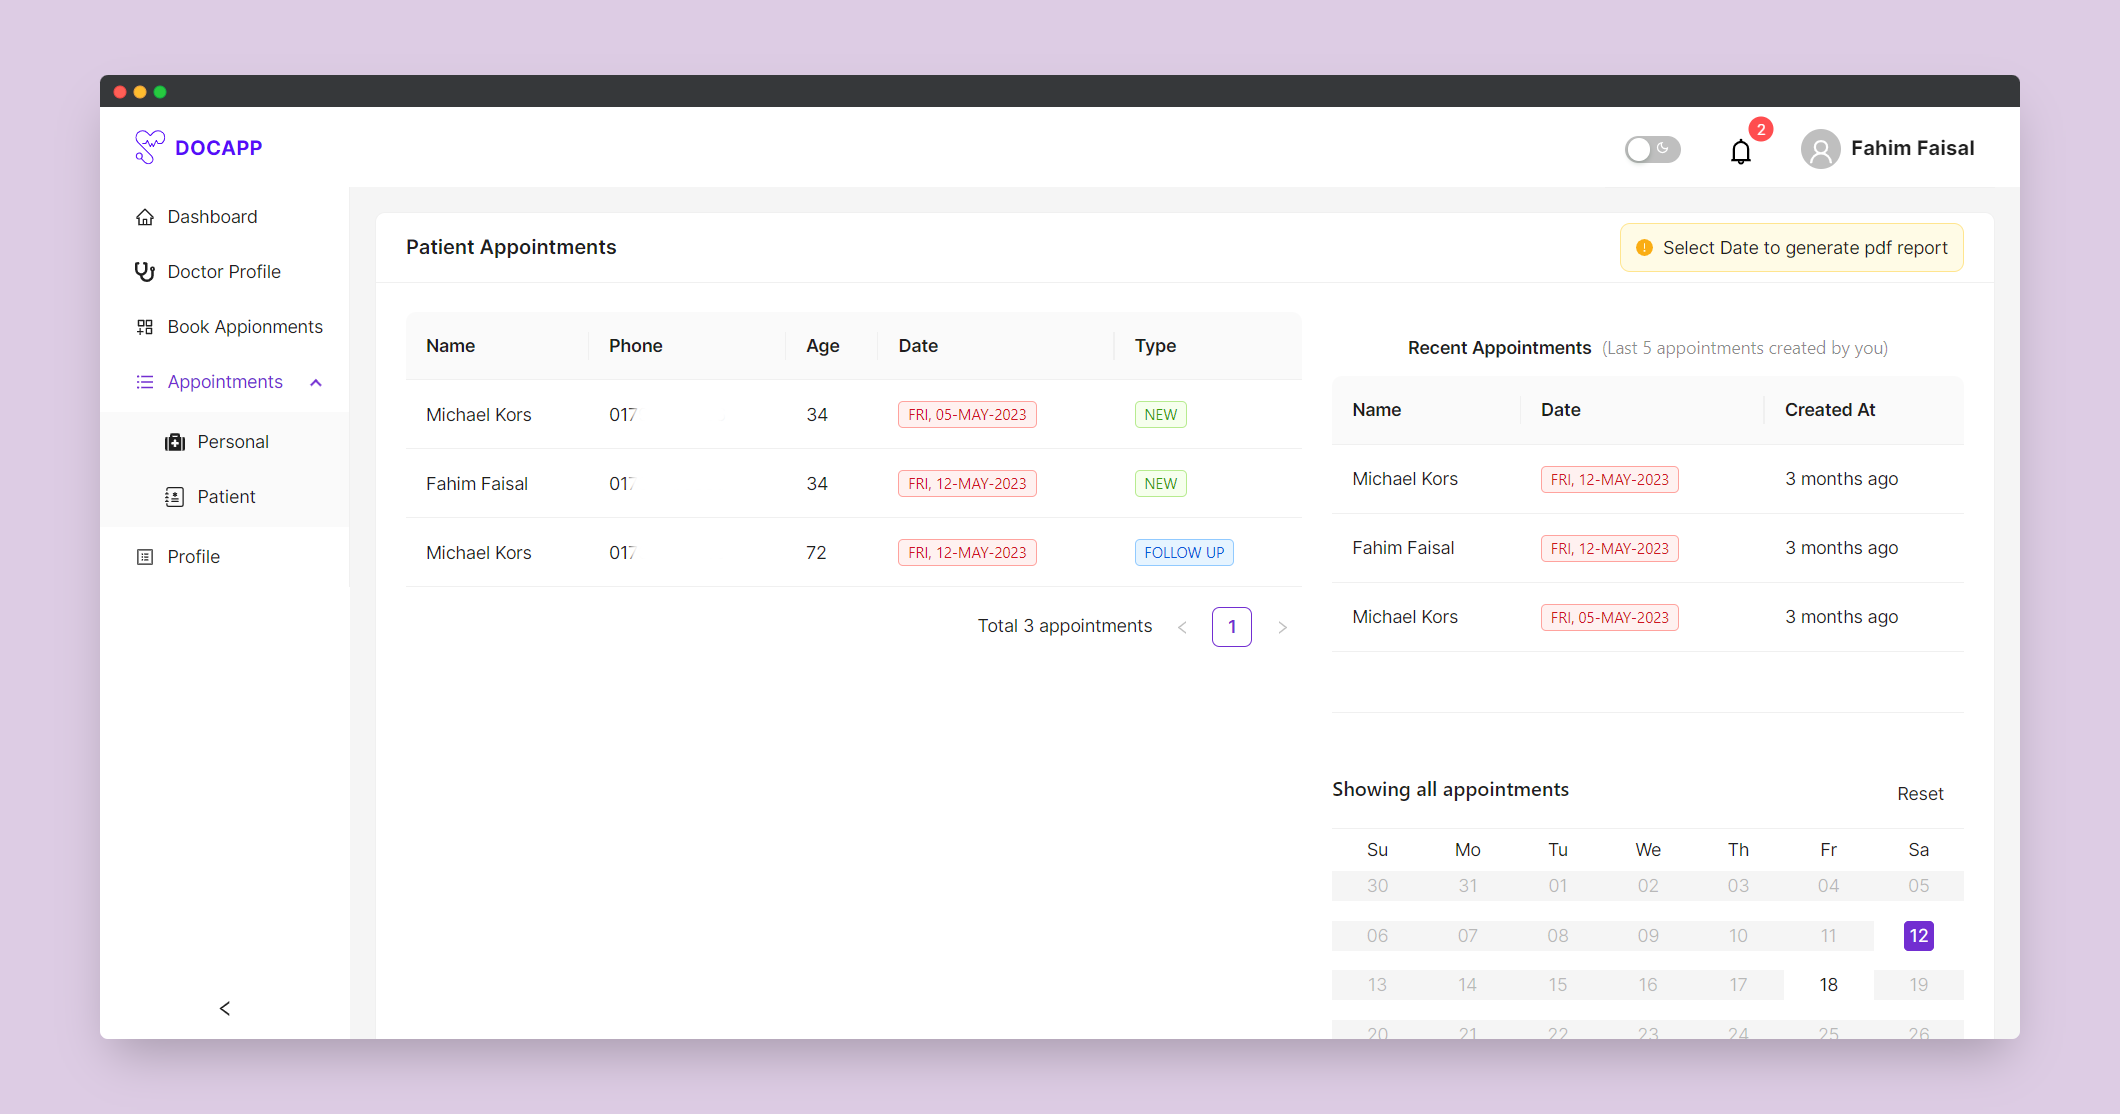 DOCAPP
2
Fahim Faisal
Dashboard
Doctor Profile
Book Appionments
Appointments
Personal
Patient
Profile
Patient Appointments
Select Date to generate pdf report
Name Phone Age Date Type
Michael Kors 017 34 FRI, 05-MAY-2023 NEW
Fahim Faisal 017 34 FRI, 12-MAY-2023 NEW
Michael Kors 017 72 FRI, 12-MAY-2023 FOLLOW UP
Total 3 appointments < 1 >
Recent Appointments (Last 5 appointments created by you)
Name Date Created At
Michael Kors FRI, 12-MAY-2023 3 months ago
Fahim Faisal FRI, 12-MAY-2023 3 months ago
Michael Kors FRI, 05-MAY-2023 3 months ago
Showing all appointments
Reset
Su Mo Tu We Th Fr Sa
30 31 01 02 03 04 05
06 07 08 09 10 11 12
13 14 15 16 17 18 19
20 21 22 23 24 25 26